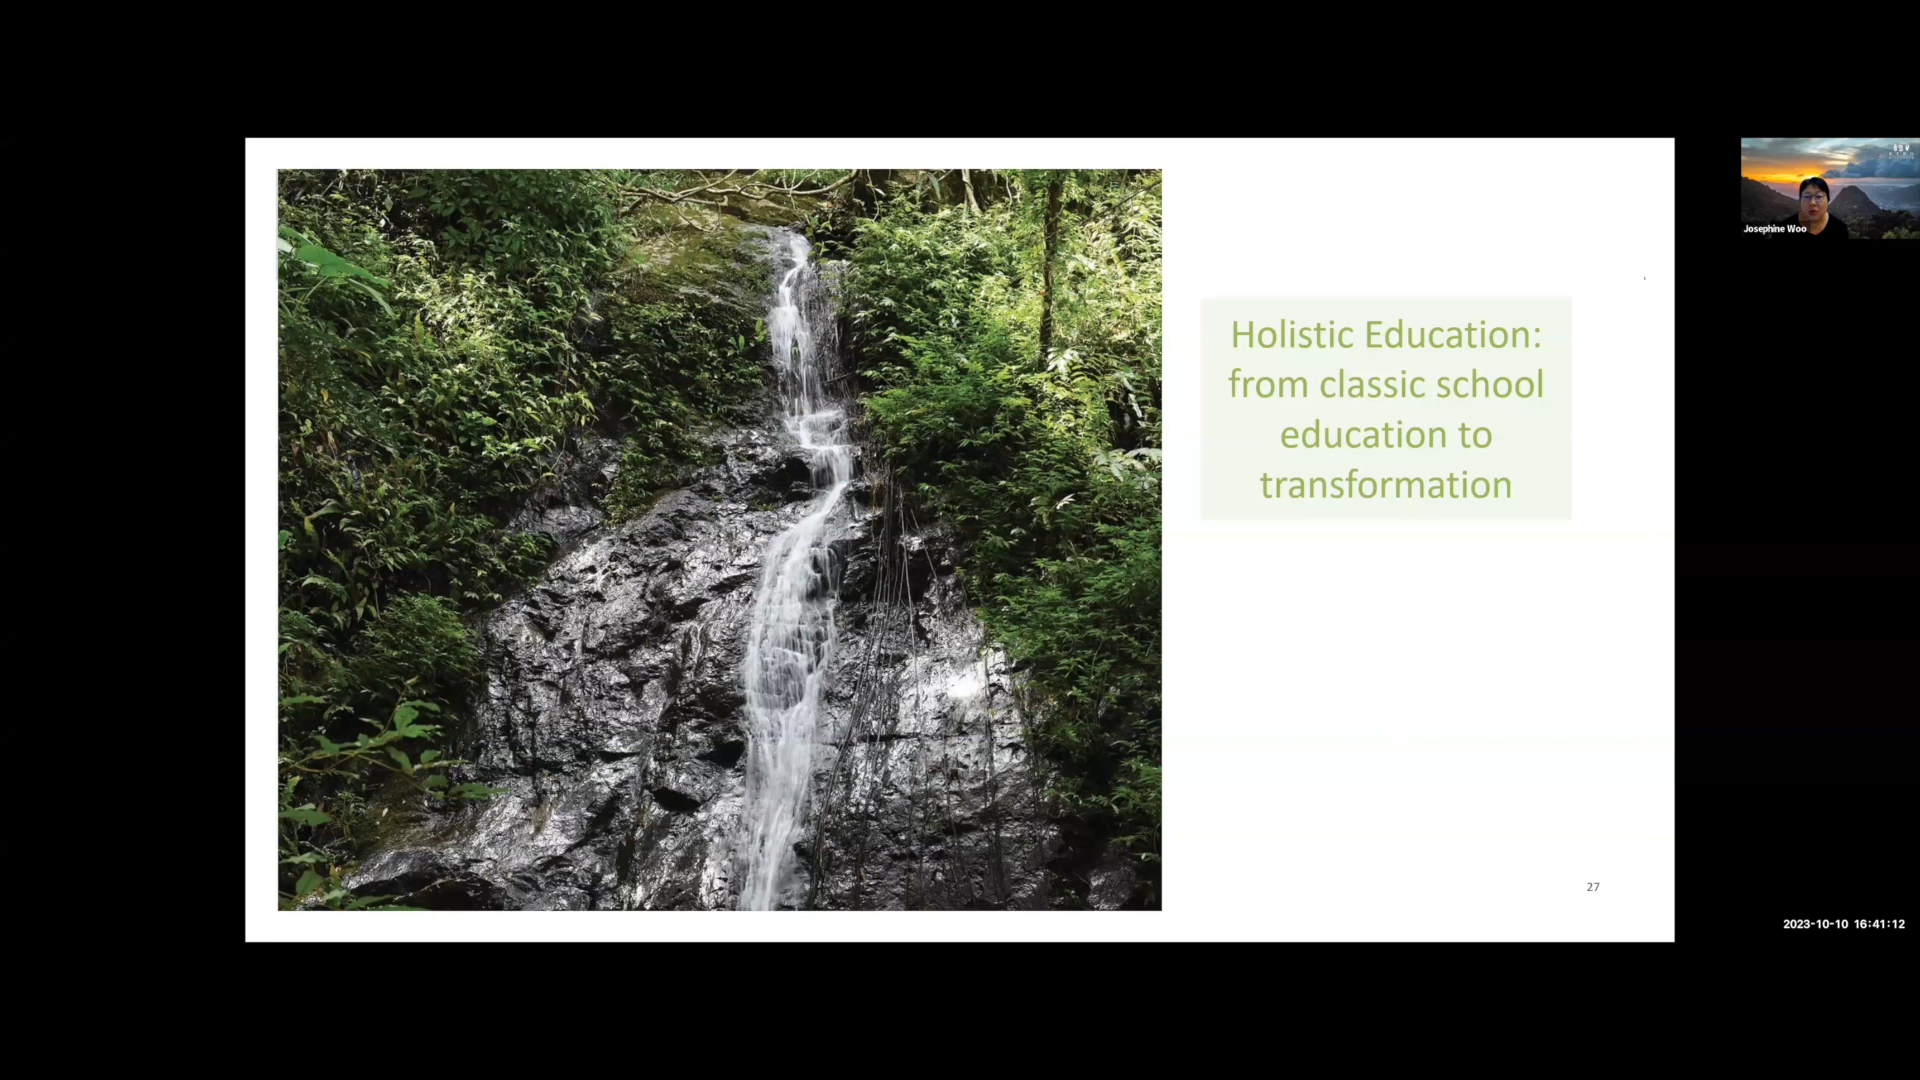 Holistic Education:
from classic school
education to
transformation
27
Josephine Woo
2023-10-10 16:41:12